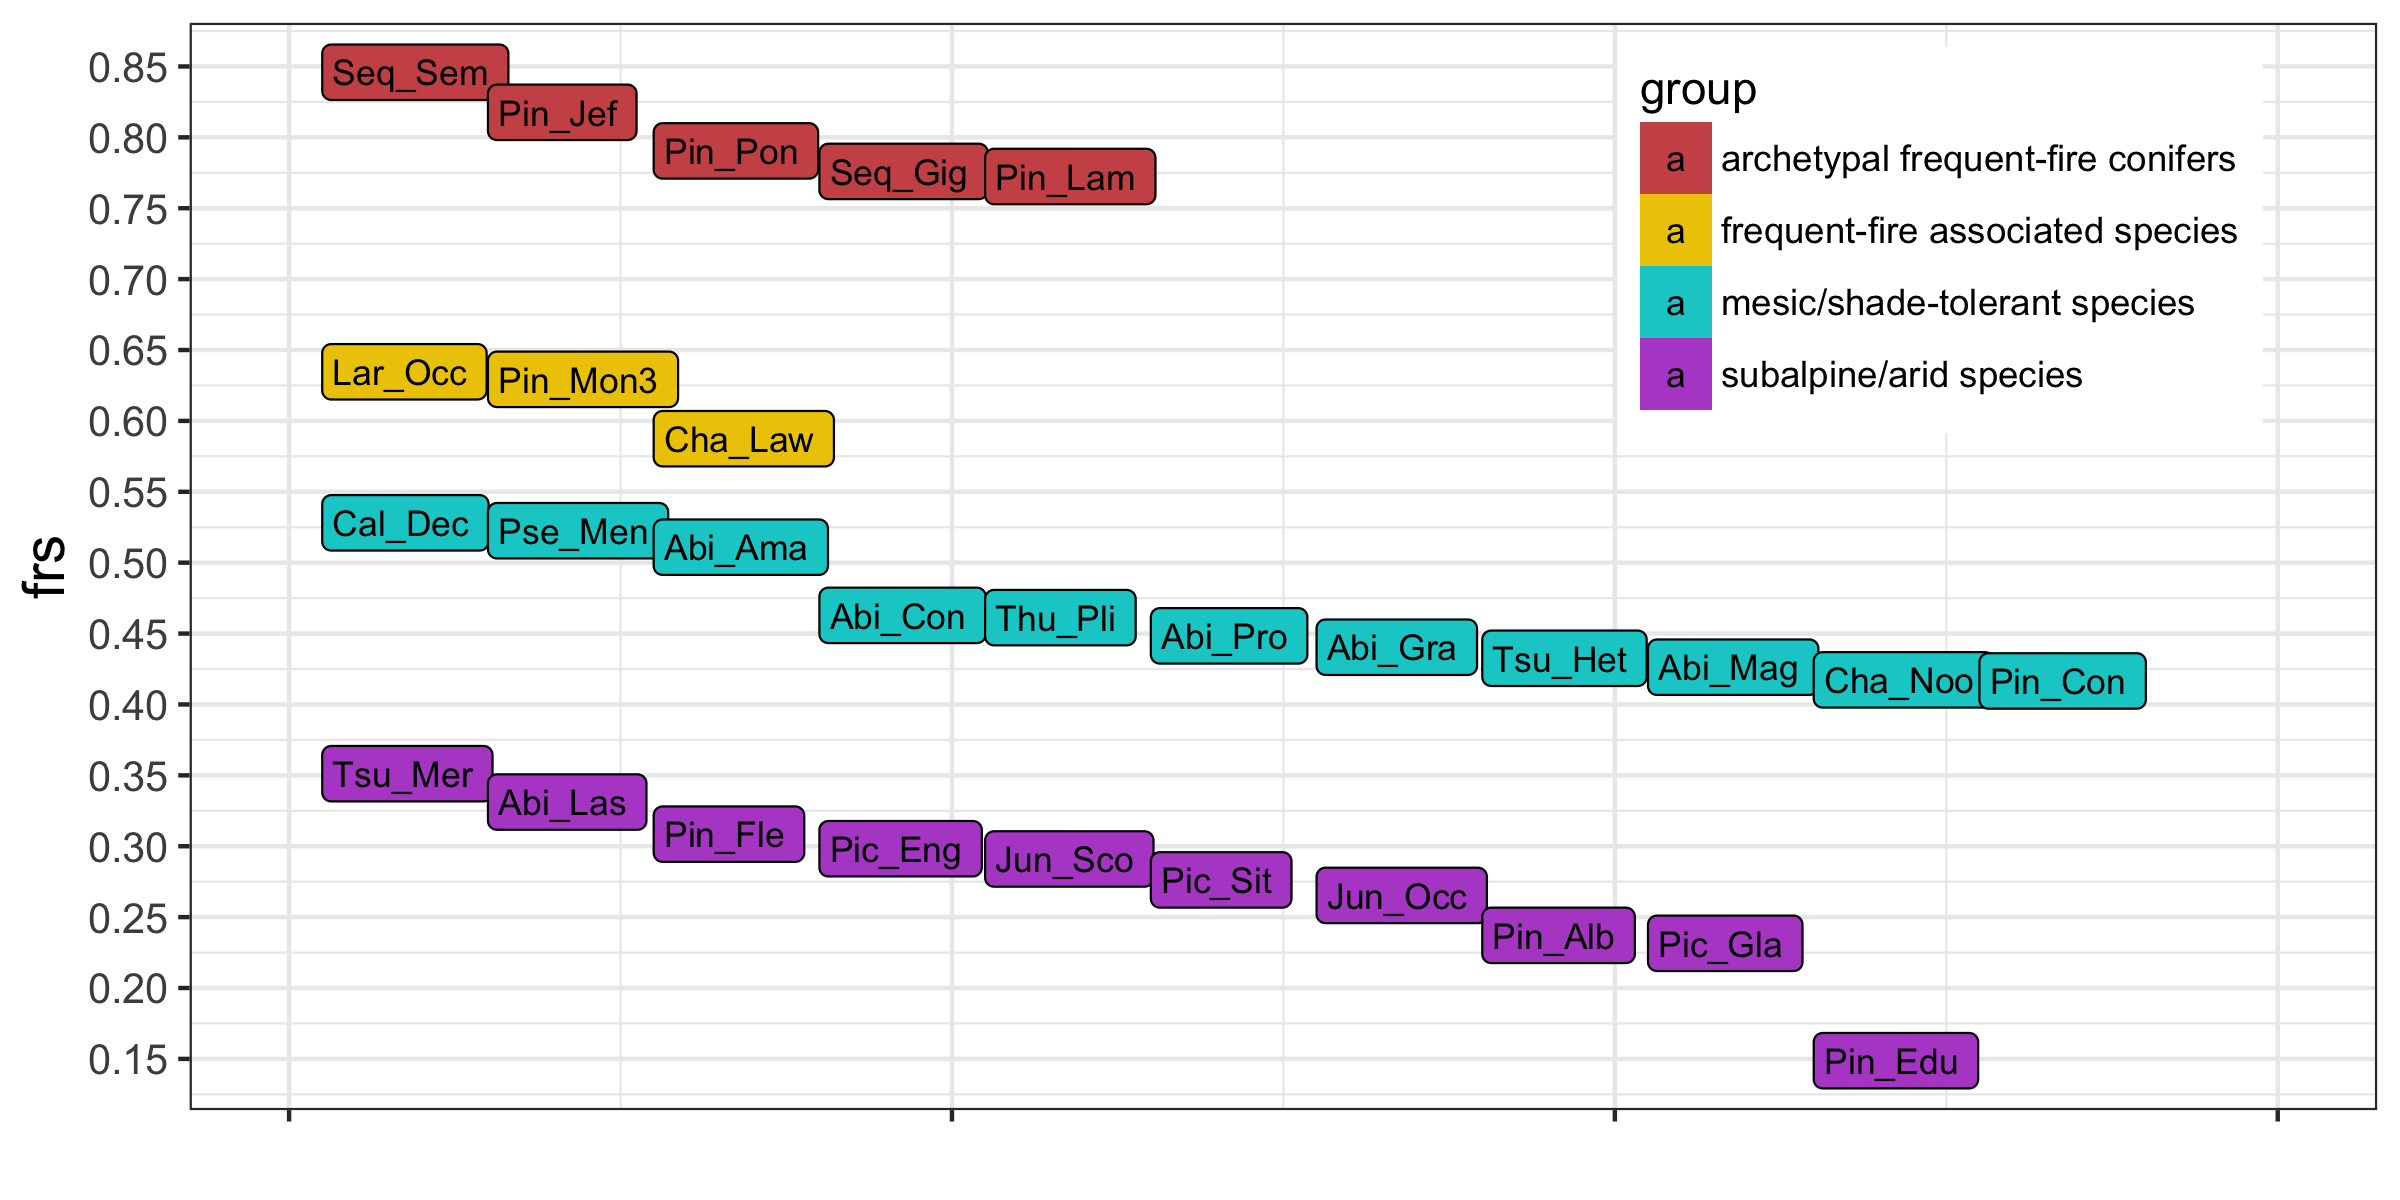 frs
0.85
0.80
0.75
0.70
0.65
0.60
0.55
0.50
0.45
0.40
0.35
0.30
0.25
0.20
0.15
Seq_Sem
Pin_Jef
Pin_Pon
Seq_Gig
Pin_Lam
Lar_Occ
Pin_Mon3
Cha_Law
Cal_Dec
Pse_Men
Abi_Ama
Abi_Con
Thu_Pli
Abi_Pro
Abi_Gra
Tsu_Het
Abi_Mag
Cha_Noo
Pin_Con
Tsu_Mer
Abi_Las
Pin_Fle
Pic_Eng
Jun_Sco
Pic_Sit
Jun_Occ
Pin_Alb
Pic_Gla
Pin_Edu
group
a archetypal frequent-fire conifers
a frequent-fire associated species
a mesic/shade-tolerant species
a subalpine/arid species